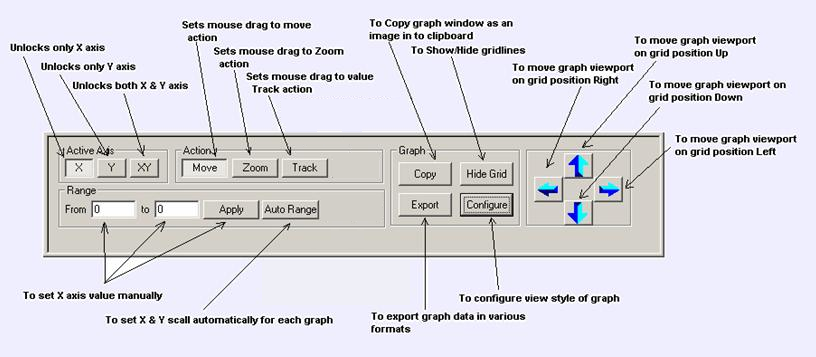 Sets mouse drag to move
action
To Copy graph window as an
image in to clipboard
To Show/Hide gridlines
To move graph viewport
on grid position Up
Unlocks only X axis
Sets mouse drag to Zoom
action
To move graph viewport
on grid position Right
Unlocks only Y axis
Sets mouse drag to value
Track action
To move graph viewport on
grid position Down
Unlocks both X & Y axis
To move graph viewport
on grid position Left
Active Axis
X Y XY
Action
Move Zoom Track
Graph
Copy Hide Grid
Export Configure
Range
From 0 to 0 Apply Auto Range
To set X axis value manually
To set X & Y scall automatically for each graph
To export graph data in various
formats
To configure view style of graph